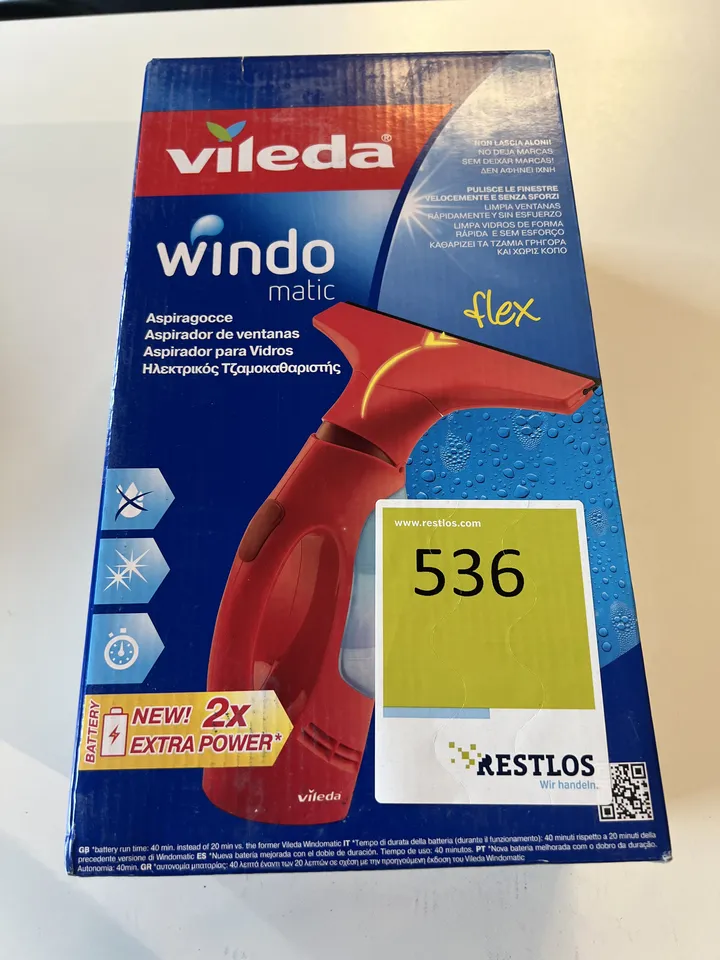 vileda®
NON LASCIA ALONI!
NO DEJA MARCAS
SEM DEIXAR MARCAS!
ΔΕΝ ΑΦΗΝΕΙ ΙΧΝΗ
PULISCE LE FINESTRE
VELOCEMENTE E SENZA SFORZI
LIMPIA VENTANAS
RÁPIDAMENTE Y SIN ESFUERZO
LIMPA VIDROS DE FORMA
RÁPIDA E SEM ESFORÇO
ΚΑΘΑΡΙΖΕΙ ΤΑ ΤΖΑΜΙΑ ΓΡΗΓΟΡΑ
ΚΑΙ ΧΩΡΙΣ ΚΟΠΟ
windo
matic
flex
Aspiragocce
Aspirador de ventanas
Aspirador para Vidros
Ηλεκτρικός Τζαμοκαθαριστής
www.restlos.com
536
RESTLOS
Wir handeln.
BATTERY
NEW! 2x
EXTRA POWER*
vileda
GB *battery run time: 40 min. instead of 20 min vs. the former Vileda Windomatic IT *Tempo di durata della batteria (durante il funzionamento): 40 minuti rispetto a 20 minuti della
precedente versione di Windomatic ES *Nueva batería mejorada con el doble de duración. Tiempo de uso: 40 minutos. PT *Nova bateria melhorada com o dobro da duração.
Autonomia: 40min. GR *αυτονομία μπαταρίας: 40 λεπτά έναντι των 20 λεπτών σε σχέση με την προηγούμενη έκδοση του Vileda Windomatic